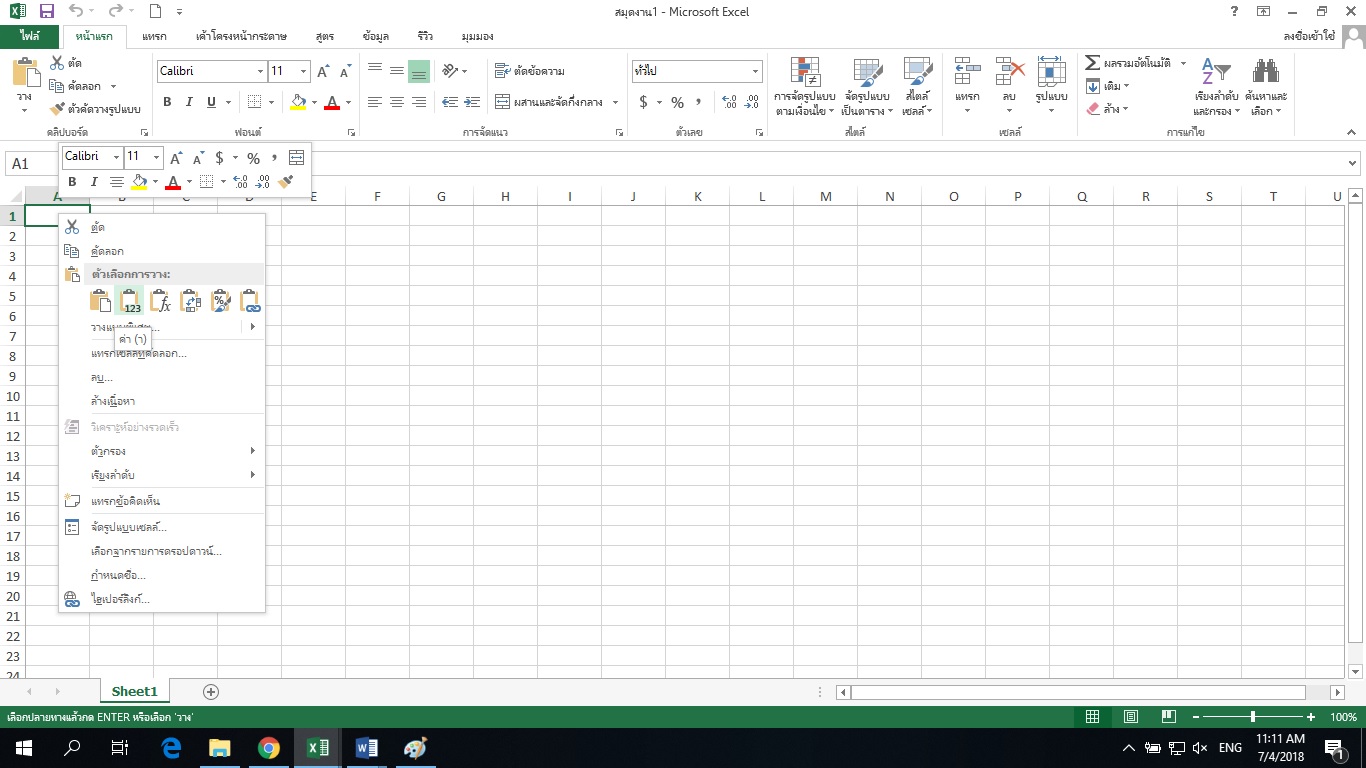 สมุดงาน1 - Microsoft Excel
?
ไฟล์ หน้าแรก แทรก เค้าโครงหน้ากระดาษ สูตร ข้อมูล รีวิว มุมมอง ลงชื่อเข้าใช้
วาง
ตัด
คัดลอก
ตัวคัดวางรูปแบบ
คลิปบอร์ด
Calibri 11 A A
B I U A
ฟอนต์
ตัดข้อความ
ผสานและจัดกึ่งกลาง
การจัดแนว
ทั่วไป
$ % , .00 .00
ตัวเลข
การจัดรูปแบบ
ตามเงื่อนไข
จัดรูปแบบ
เป็นตาราง
สไตล์
เซลล์
สไตล์
แทรก ลบ รูปแบบ
เซลล์
ผลรวมอัตโนมัติ
เติม
ล้าง
เรียงลำดับ
และกรอง
ค้นหาและ
เลือก
การแก้ไข
A1
Calibri 11 A A $ % ,
B I A .00 .00
A B C D E F G H I J K L M N O P Q R S T U
1
2
3
4
5
6
7
8
9
10
11
12
13
14
15
16
17
18
19
20
21
22
23
24
ตัด
คัดลอก
ตัวเลือกการวาง:
123 fx %
วางแบบพิเศษ...
ค่า (ๅ)
แทรกเซลล์ที่คัดลอก...
ลบ...
ล้างเนื้อหา
วิเคราะห์อย่างรวดเร็ว
ตัวกรอง
เรียงลำดับ
แทรกข้อคิดเห็น
จัดรูปแบบเซลล์...
เลือกจากรายการดรอปดาวน์...
กำหนดชื่อ...
ไฮเปอร์ลิงก์...
Sheet1
เลือกปลายทางแล้วกด ENTER หรือเลือก 'วาง'
100%
ENG
11:11 AM
7/4/2018
1